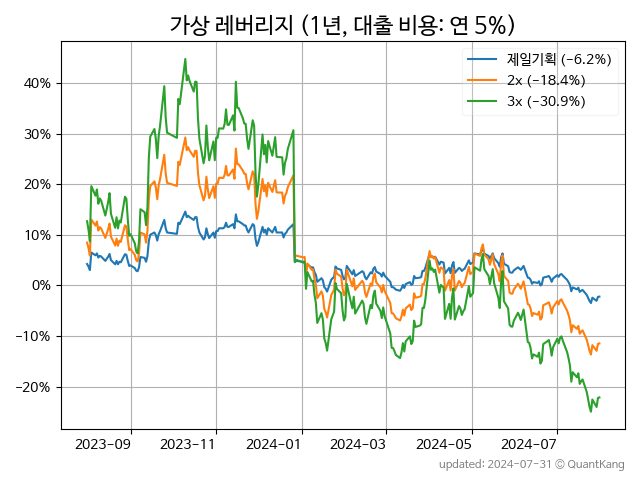 가상 레버리지 (1년, 대출 비용: 연 5%)
제일기획 (−6.2%)
2x (−18.4%)
3x (−30.9%)
40%
30%
20%
10%
0%
−10%
−20%
2023-09
2023-11
2024-01
2024-03
2024-05
2024-07
updated: 2024-07-31 © QuantKang